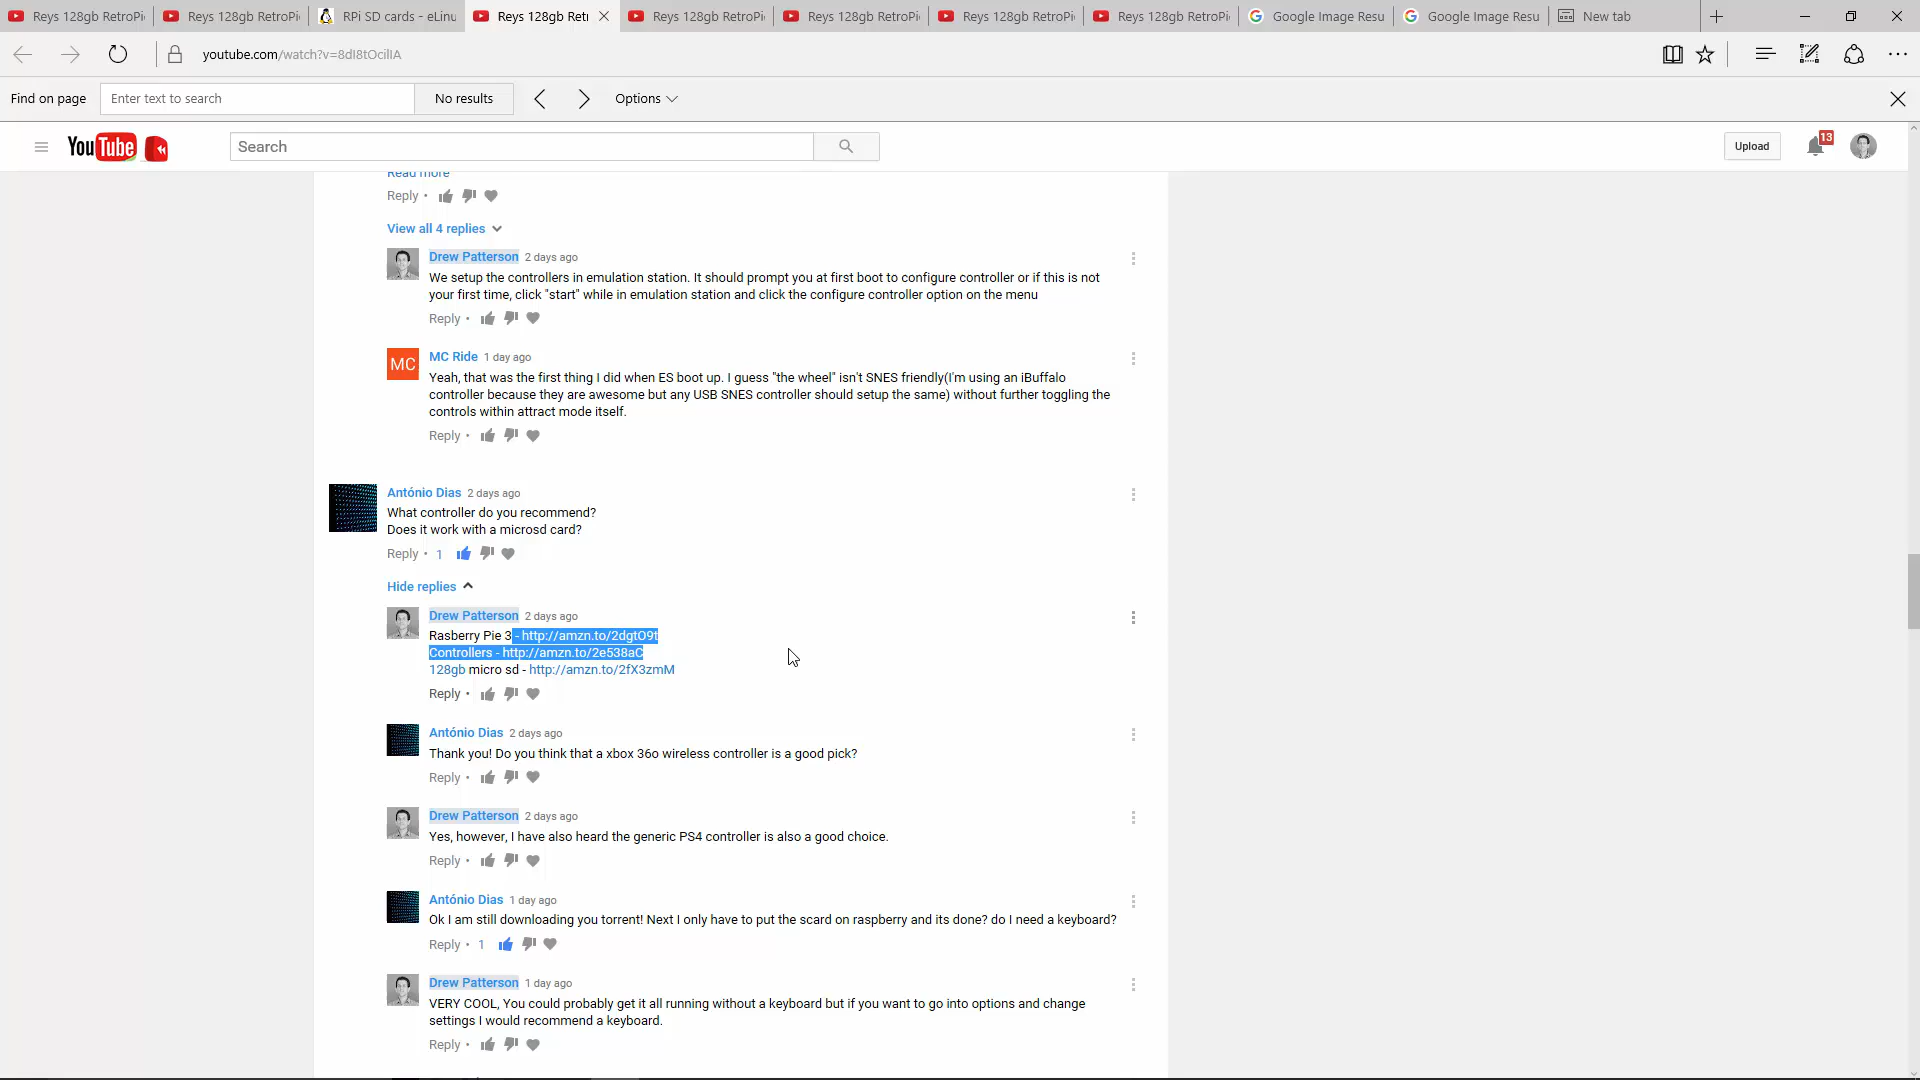 Reys 128gb RetroPi
Reys 128gb RetroPi
RPi SD cards - eLinu
Reys 128gb Retr
Reys 128gb RetroPi
Reys 128gb RetroPi
Reys 128gb RetroPi
Reys 128gb RetroPi
Google Image Resu
Google Image Resu
New tab
youtube.com/watch?v=8dI8tOcilIA
Find on page
Enter text to search
No results
Options
YouTube
Search
Upload
13
Read more
Reply •
View all 4 replies
Drew Patterson 2 days ago
We setup the controllers in emulation station. It should prompt you at first boot to configure controller or if this is not
your first time, click "start" while in emulation station and click the configure controller option on the menu
Reply •
MC
MC Ride 1 day ago
Yeah, that was the first thing I did when ES boot up. I guess "the wheel" isn't SNES friendly(I'm using an iBuffalo
controller because they are awesome but any USB SNES controller should setup the same) without further toggling the
controls within attract mode itself.
Reply •
António Dias 2 days ago
What controller do you recommend?
Does it work with a microsd card?
Reply • 1
Hide replies
Drew Patterson 2 days ago
Rasberry Pie 3 - http://amzn.to/2dgtO9t
Controllers - http://amzn.to/2e538aC
128gb micro sd - http://amzn.to/2fX3zmM
Reply •
António Dias 2 days ago
Thank you! Do you think that a xbox 36o wireless controller is a good pick?
Reply •
Drew Patterson 2 days ago
Yes, however, I have also heard the generic PS4 controller is also a good choice.
Reply •
António Dias 1 day ago
Ok I am still downloading you torrent! Next I only have to put the scard on raspberry and its done? do I need a keyboard?
Reply • 1
Drew Patterson 1 day ago
VERY COOL, You could probably get it all running without a keyboard but if you want to go into options and change
settings I would recommend a keyboard.
Reply •